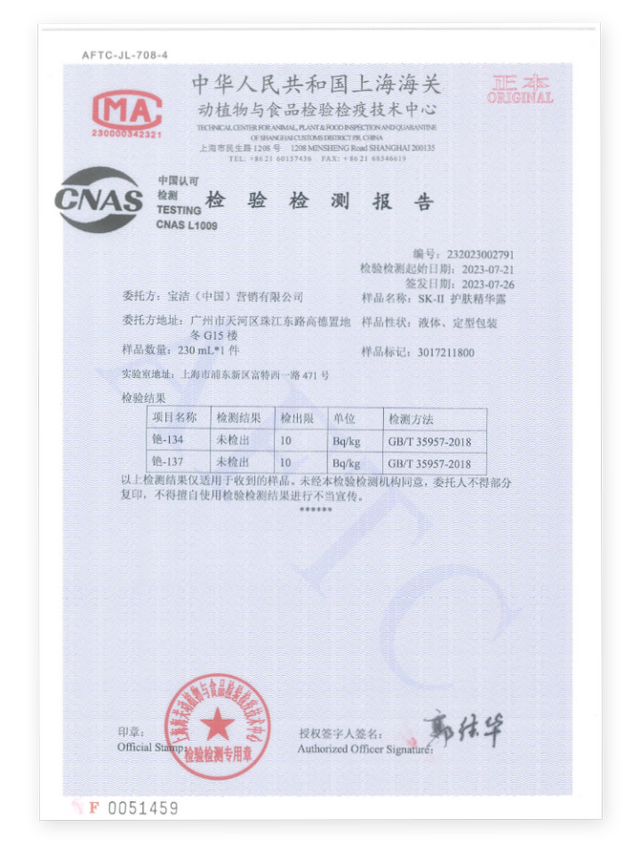 AFTC-JL-708-4
中华人民共和国上海海关
正本
ORIGINAL
MA
230000342321
动植物与食品检验检疫技术中心
TECHNICAL CENTER FOR ANIMAL, PLANT & FOOD INSPECTION AND QUARANTINE
OF SHANGHAI CUSTOMS DISTRICT P.R. CHINA
上海市民生路 1208 号 1208 MINSHENG Road SHANGHAI 200135
TEL: +86 21 60157436 FAX: +86 21 68546619
CNAS
中国认可
检测
TESTING
CNAS L1009
检 验 检 测 报 告
编号: 232023002791
检验检测起始日期: 2023-07-21
签发日期: 2023-07-26
委托方: 宝洁（中国）营销有限公司
样品名称: SK-II 护肤精华露
委托方地址: 广州市天河区珠江东路高德置地
冬 G15 楼
样品性状: 液体、定型包装
样品数量: 230 mL*1 件
样品标记: 3017211800
实验室地址: 上海市浦东新区富特西一路 471 号
检验结果
项目名称 检测结果 检出限 单位 检测方法
铯-134 未检出 10 Bq/kg GB/T 35957-2018
铯-137 未检出 10 Bq/kg GB/T 35957-2018
以上检测结果仅适用于收到的样品。未经本检验检测机构同意，委托人不得部分
复印，不得擅自使用检验检测结果进行不当宣传。
******
AFTC
上海海关动植物与食品检验检疫技术中心
检验检测专用章
印章:
Official Stamp:
授权签字人签名:
Authorized Officer Signature:
F 0051459